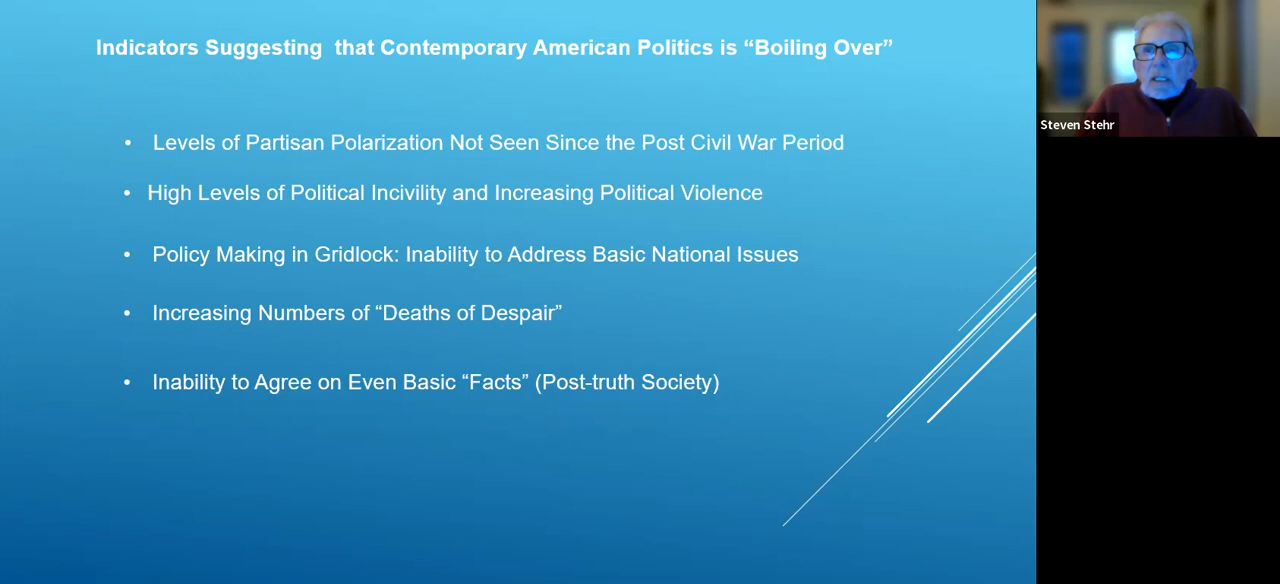 Indicators Suggesting  that Contemporary American Politics is “Boiling Over”
• Levels of Partisan Polarization Not Seen Since the Post Civil War Period
• High Levels of Political Incivility and Increasing Political Violence
• Policy Making in Gridlock: Inability to Address Basic National Issues
• Increasing Numbers of “Deaths of Despair”
• Inability to Agree on Even Basic “Facts” (Post-truth Society)
Steven Stehr